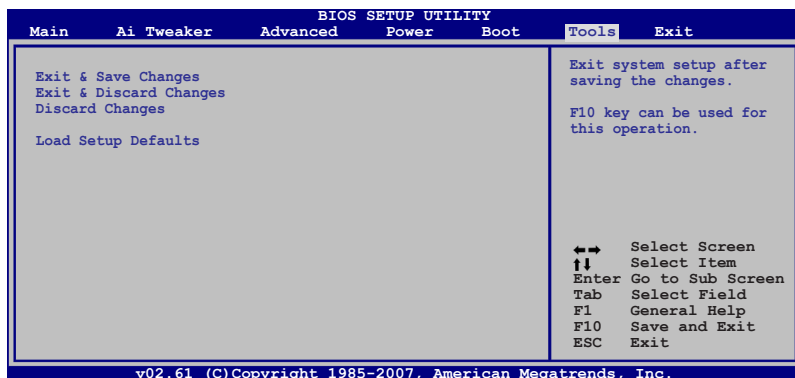 BIOS SETUP UTILITY
Main Ai Tweaker Advanced Power Boot Tools Exit
Exit & Save Changes
Exit & Discard Changes
Discard Changes
Load Setup Defaults
Exit system setup after
saving the changes.
F10 key can be used for
this operation.
←→ Select Screen
↑↓ Select Item
Enter Go to Sub Screen
Tab Select Field
F1 General Help
F10 Save and Exit
ESC Exit
v02.61 (C)Copyright 1985-2007, American Megatrends, Inc.